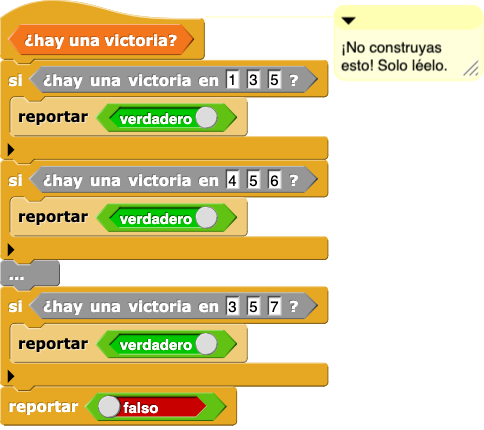 ¿hay una victoria?
¡No construyas
esto! Solo léelo.
si ¿hay una victoria en 1 3 5 ?
reportar verdadero
si ¿hay una victoria en 4 5 6 ?
reportar verdadero
...
si ¿hay una victoria en 3 5 7 ?
reportar verdadero
reportar falso